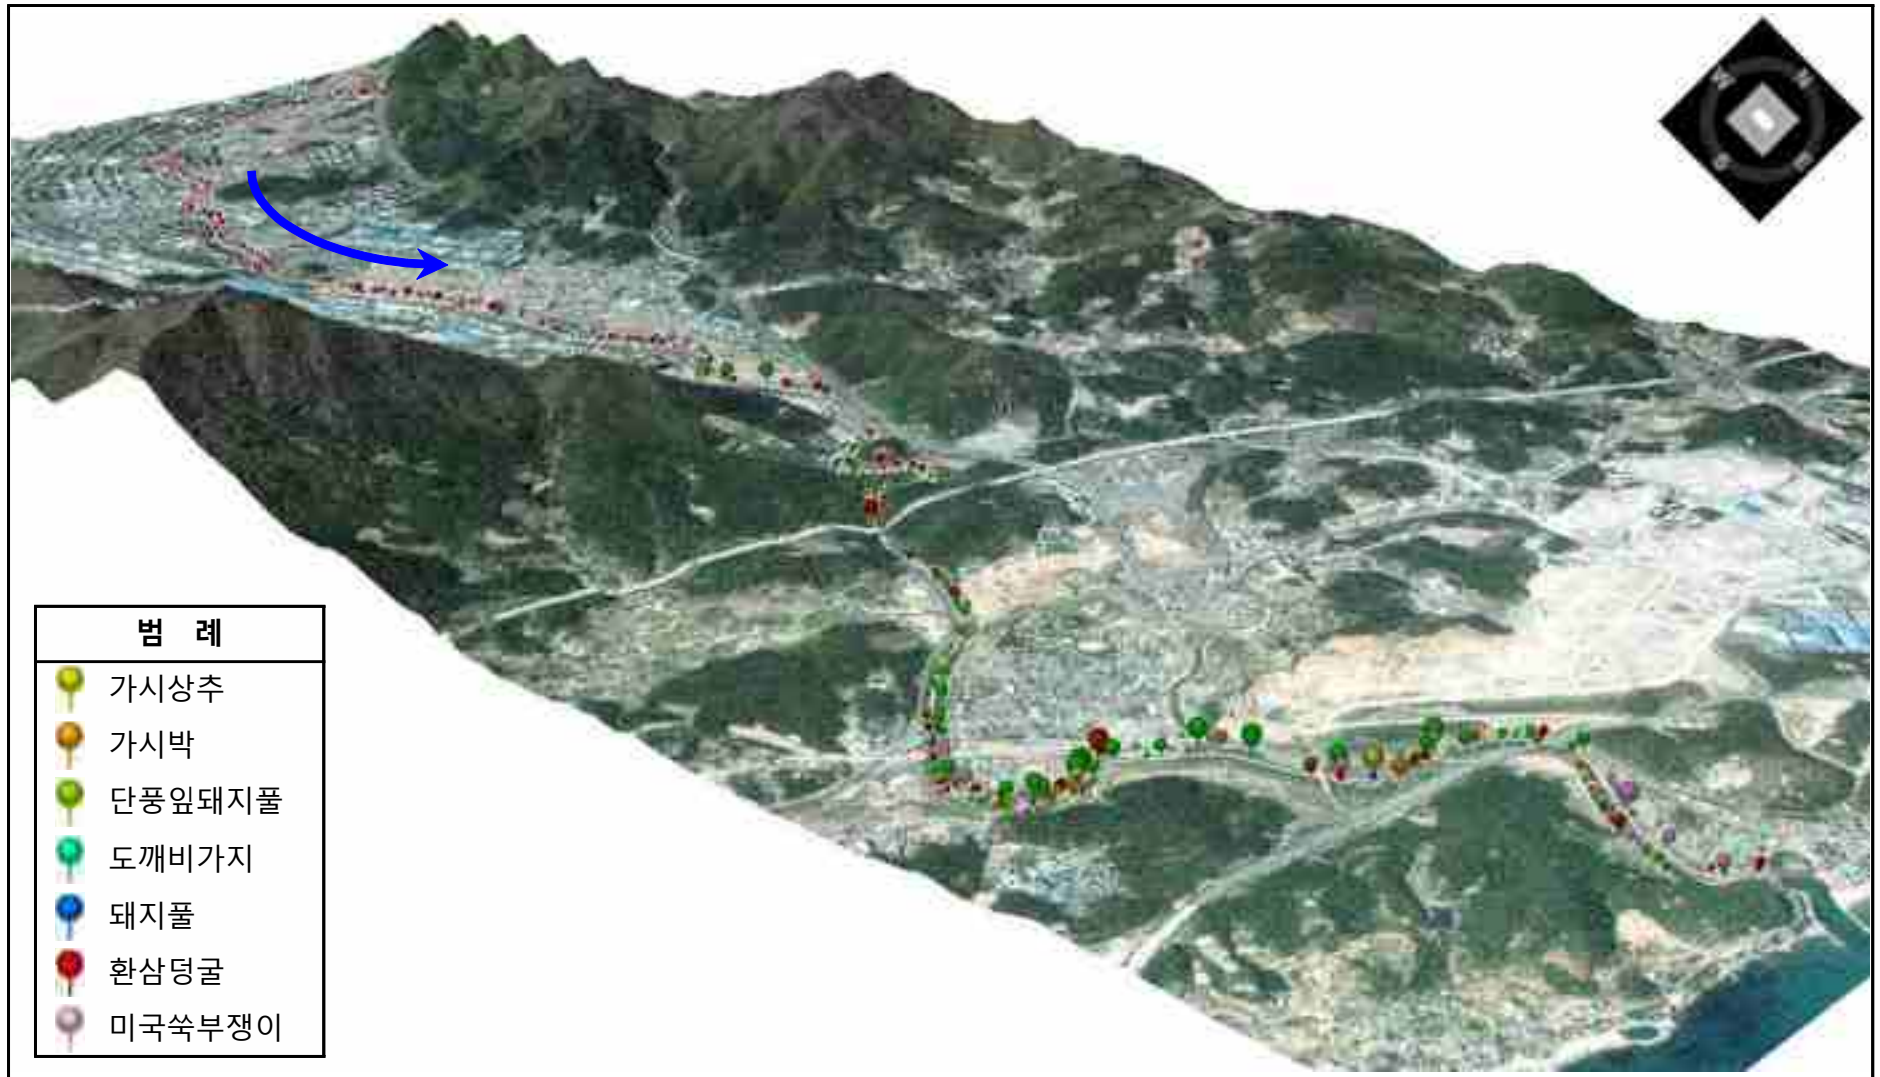 범 례
가시상추
가시박
단풍잎돼지풀
도깨비가지
돼지풀
환삼덩굴
미국쑥부쟁이